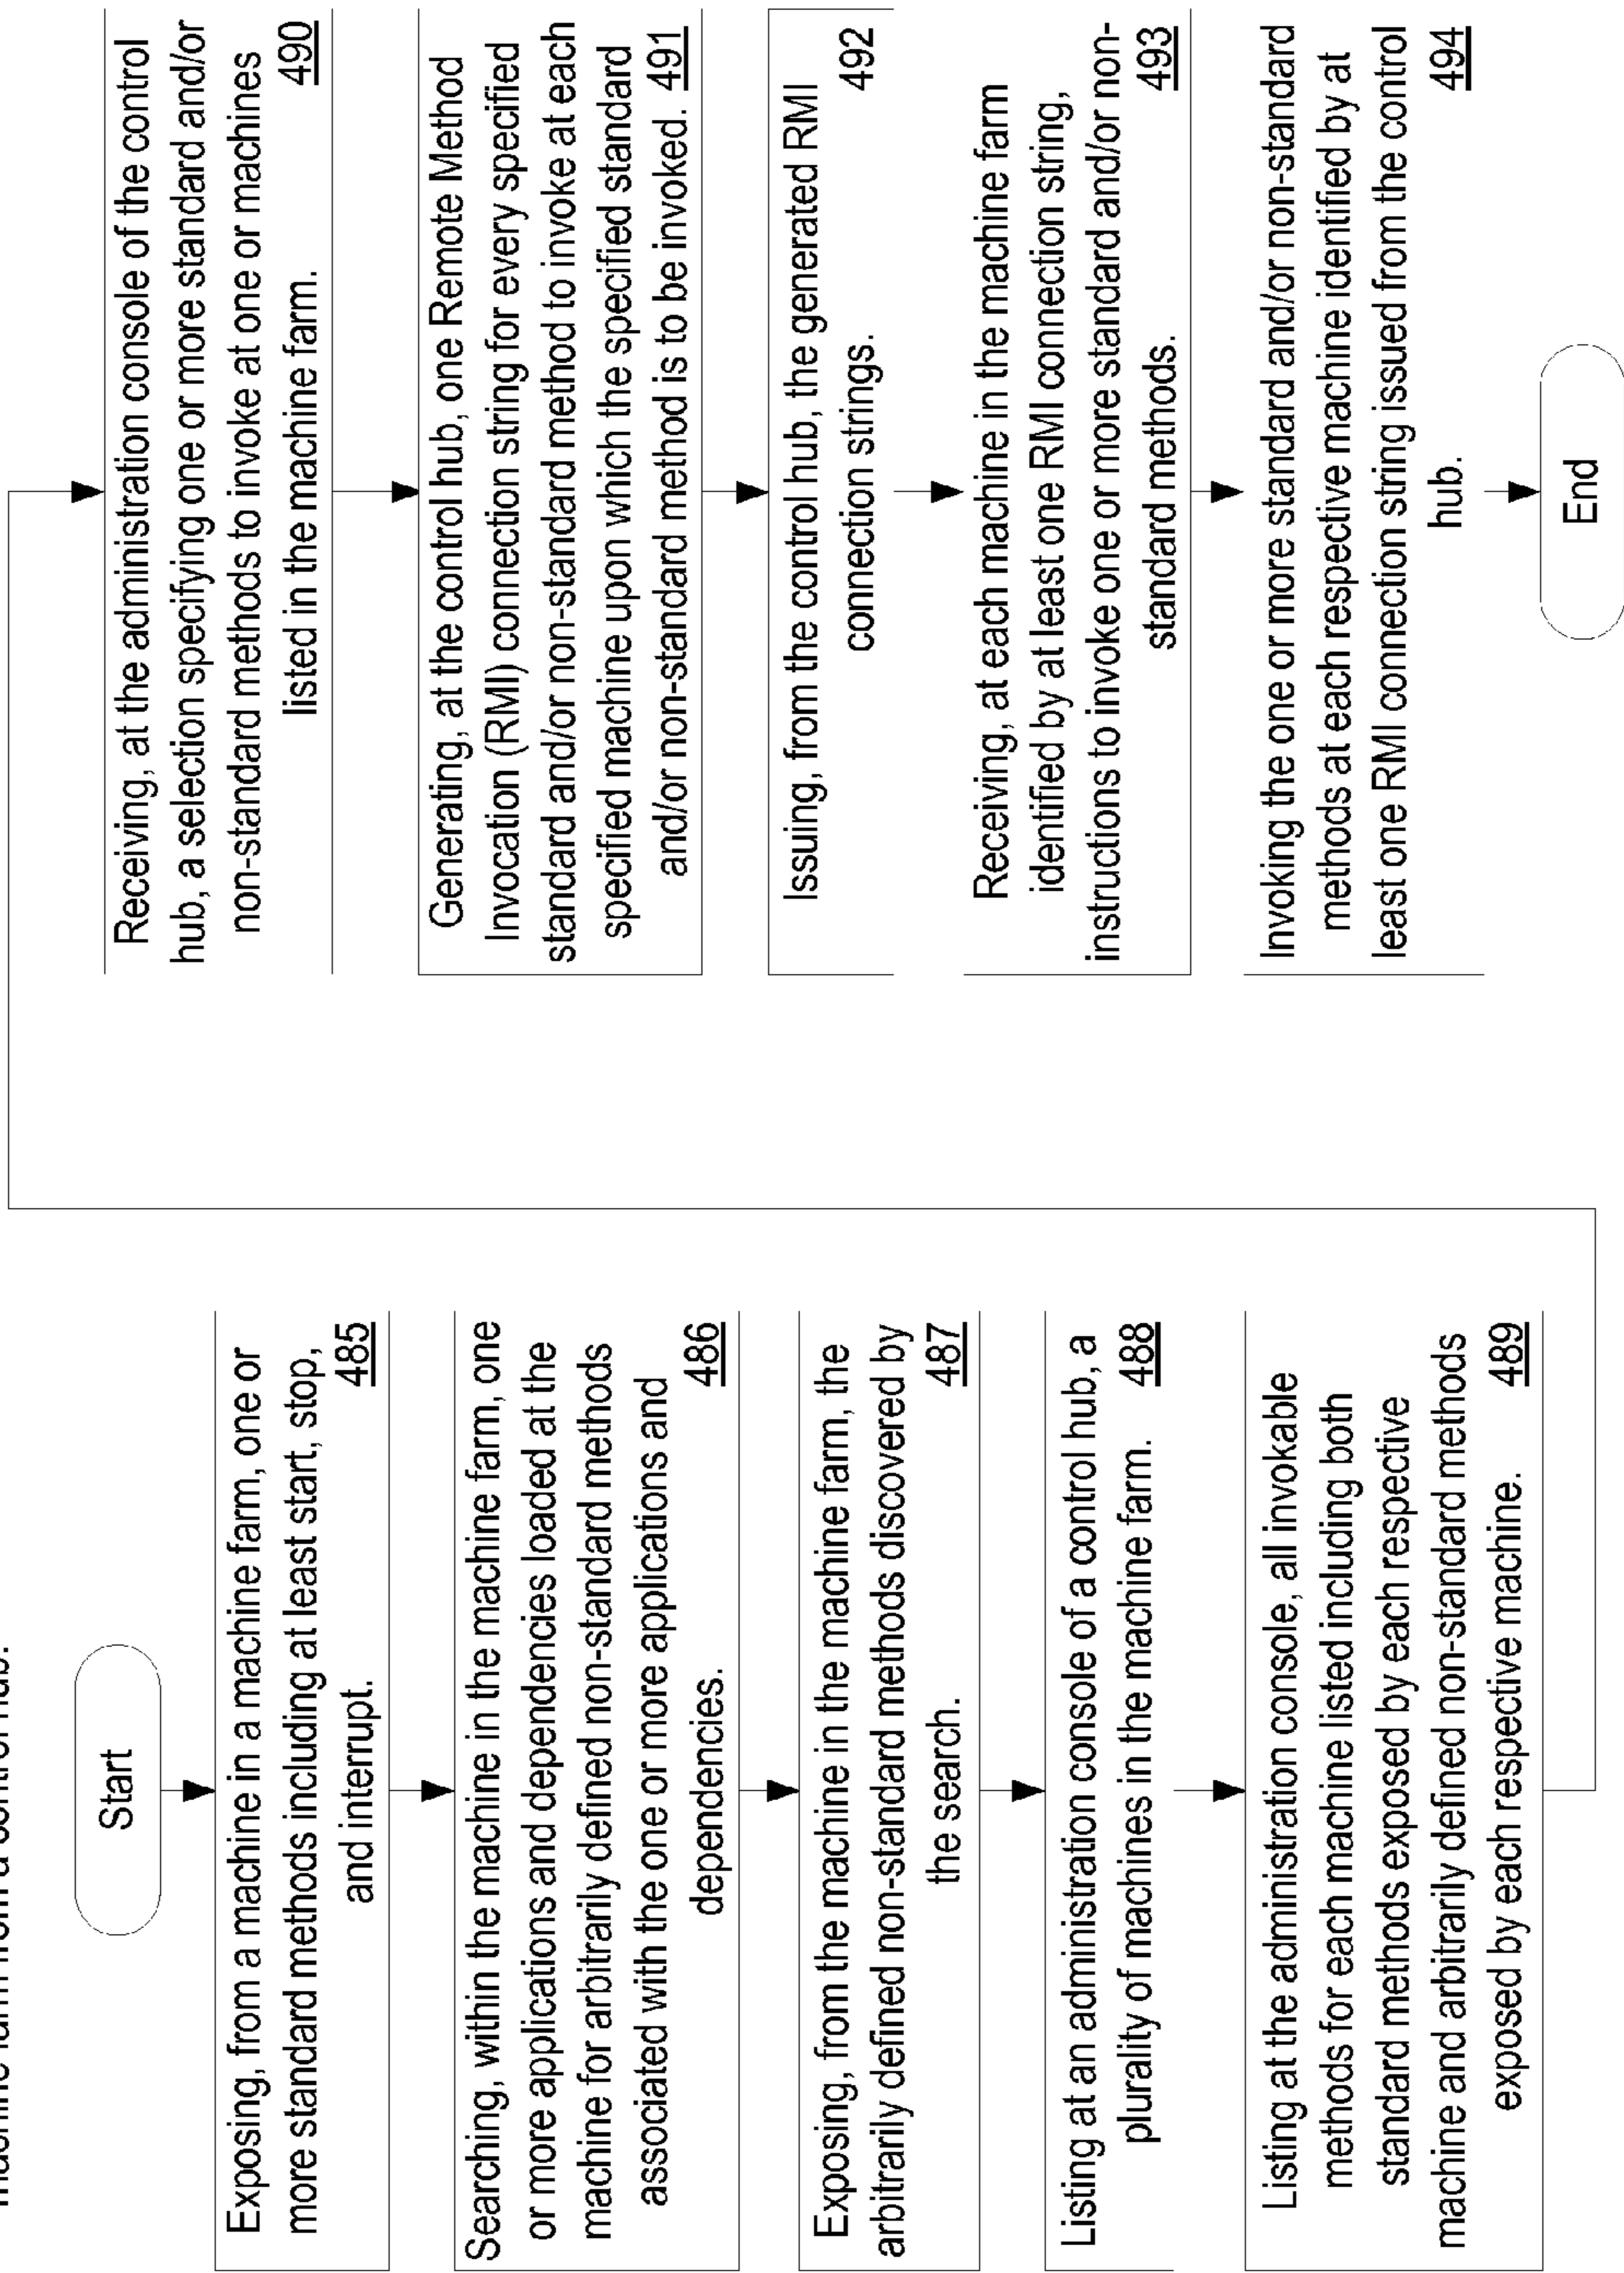 machine farm from a control hub.
Start
Exposing, from a machine in a machine farm, one or
more standard methods including at least start, stop,
and interrupt. 485
Searching, within the machine in the machine farm, one
or more applications and dependencies loaded at the
machine for arbitrarily defined non-standard methods
associated with the one or more applications and
dependencies. 486
Exposing, from the machine in the machine farm, the
arbitrarily defined non-standard methods discovered by
the search. 487
Listing at an administration console of a control hub, a
plurality of machines in the machine farm. 488
Listing at the administration console, all invokable
methods for each machine listed including both
standard methods exposed by each respective
machine and arbitrarily defined non-standard methods
exposed by each respective machine. 489
Receiving, at the administration console of the control
hub, a selection specifying one or more standard and/or
non-standard methods to invoke at one or machines
listed in the machine farm. 490
Generating, at the control hub, one Remote Method
Invocation (RMI) connection string for every specified
standard and/or non-standard method to invoke at each
specified machine upon which the specified standard
and/or non-standard method is to be invoked. 491
Issuing, from the control hub, the generated RMI
connection strings. 492
Receiving, at each machine in the machine farm
identified by at least one RMI connection string,
instructions to invoke one or more standard and/or non-
standard methods. 493
Invoking the one or more standard and/or non-standard
methods at each respective machine identified by at
least one RMI connection string issued from the control
hub. 494
End